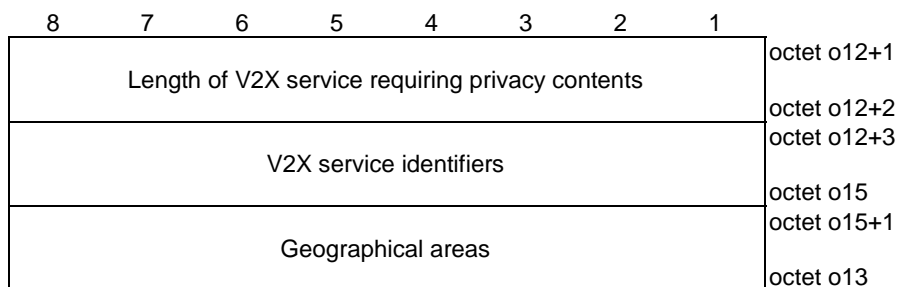 8 7 6 5 4 3 2 1
octet o12+1
Length of V2X service requiring privacy contents
octet o12+2
octet o12+3
V2X service identifiers
octet o15
octet o15+1
Geographical areas
octet o13